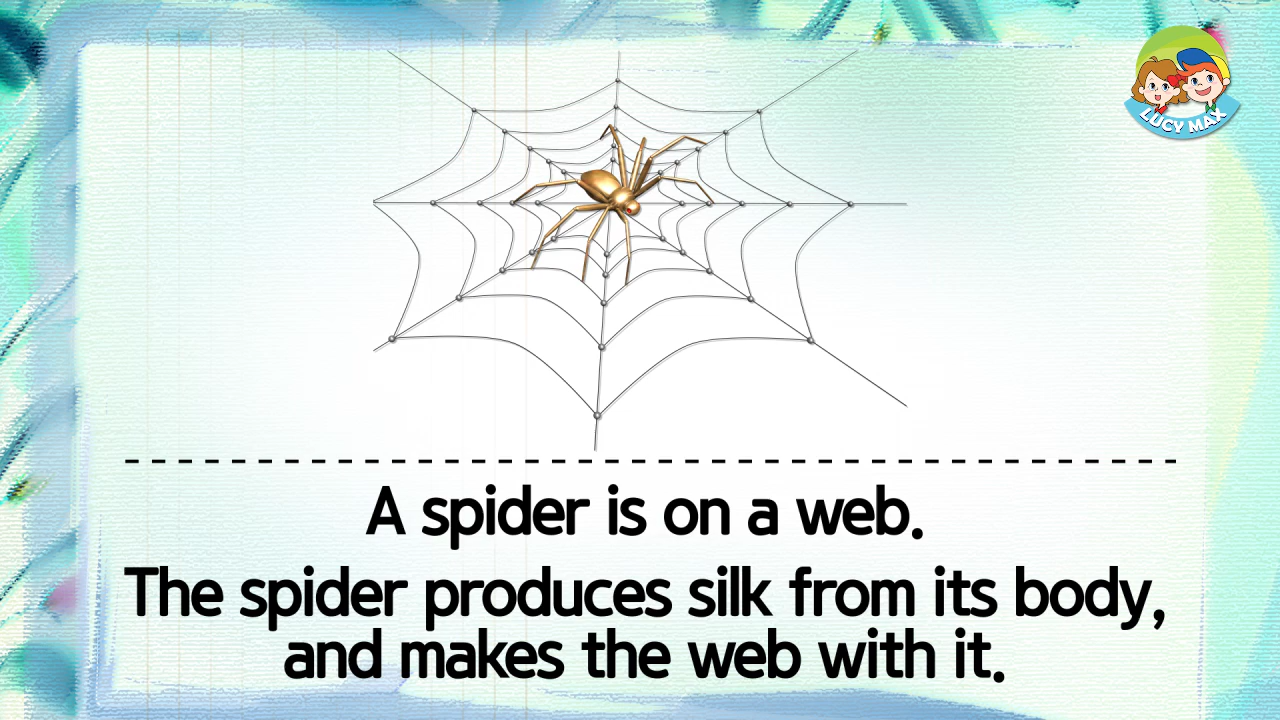 LUCY MAX
A spider is on a web.
The spider produces silk from its body,
and makes the web with it.